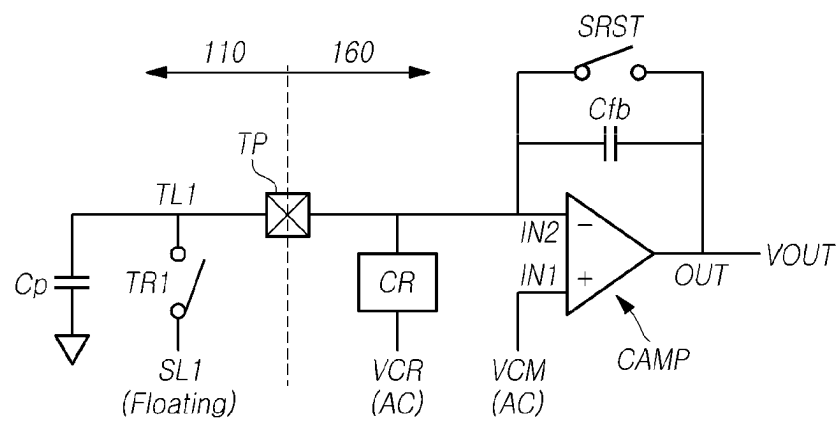 SRST
110
160
Cfb
TP
TL1
IN2
−
VOUT
OUT
IN1
+
Cp
TR1
CR
CAMP
SL1
(Floating)
VCR
(AC)
VCM
(AC)